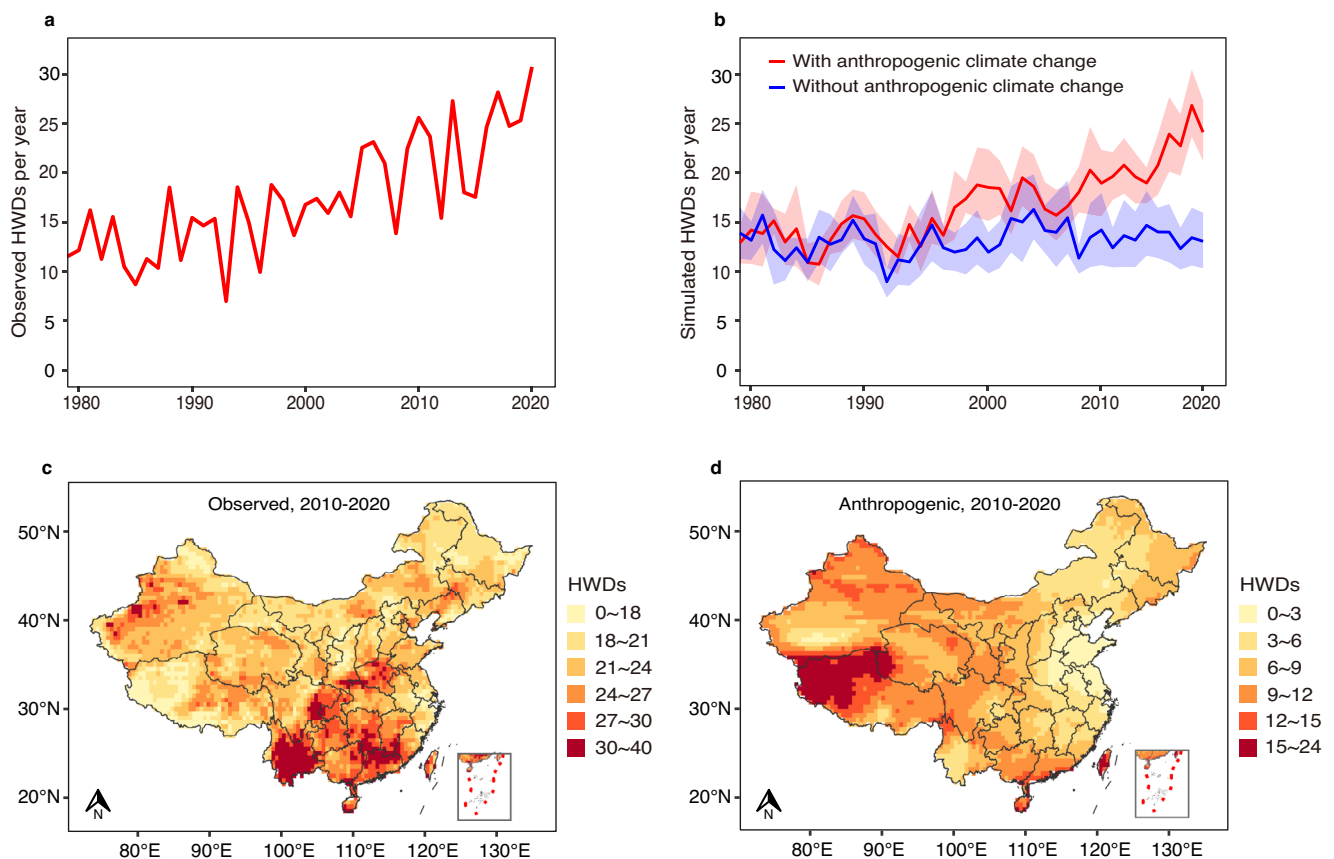 a
Observed HWDs per year
30
25
20
15
10
5
0
1980 1990 2000 2010 2020
b
With anthropogenic climate change
Without anthropogenic climate change
Simulated HWDs per year
30
25
20
15
10
5
0
1980 1990 2000 2010 2020
c
Observed, 2010-2020
50°N
40°N
30°N
20°N
N
80°E 90°E 100°E 110°E 120°E 130°E
HWDs
0~18
18~21
21~24
24~27
27~30
30~40
d
Anthropogenic, 2010-2020
50°N
40°N
30°N
20°N
N
80°E 90°E 100°E 110°E 120°E 130°E
HWDs
0~3
3~6
6~9
9~12
12~15
15~24